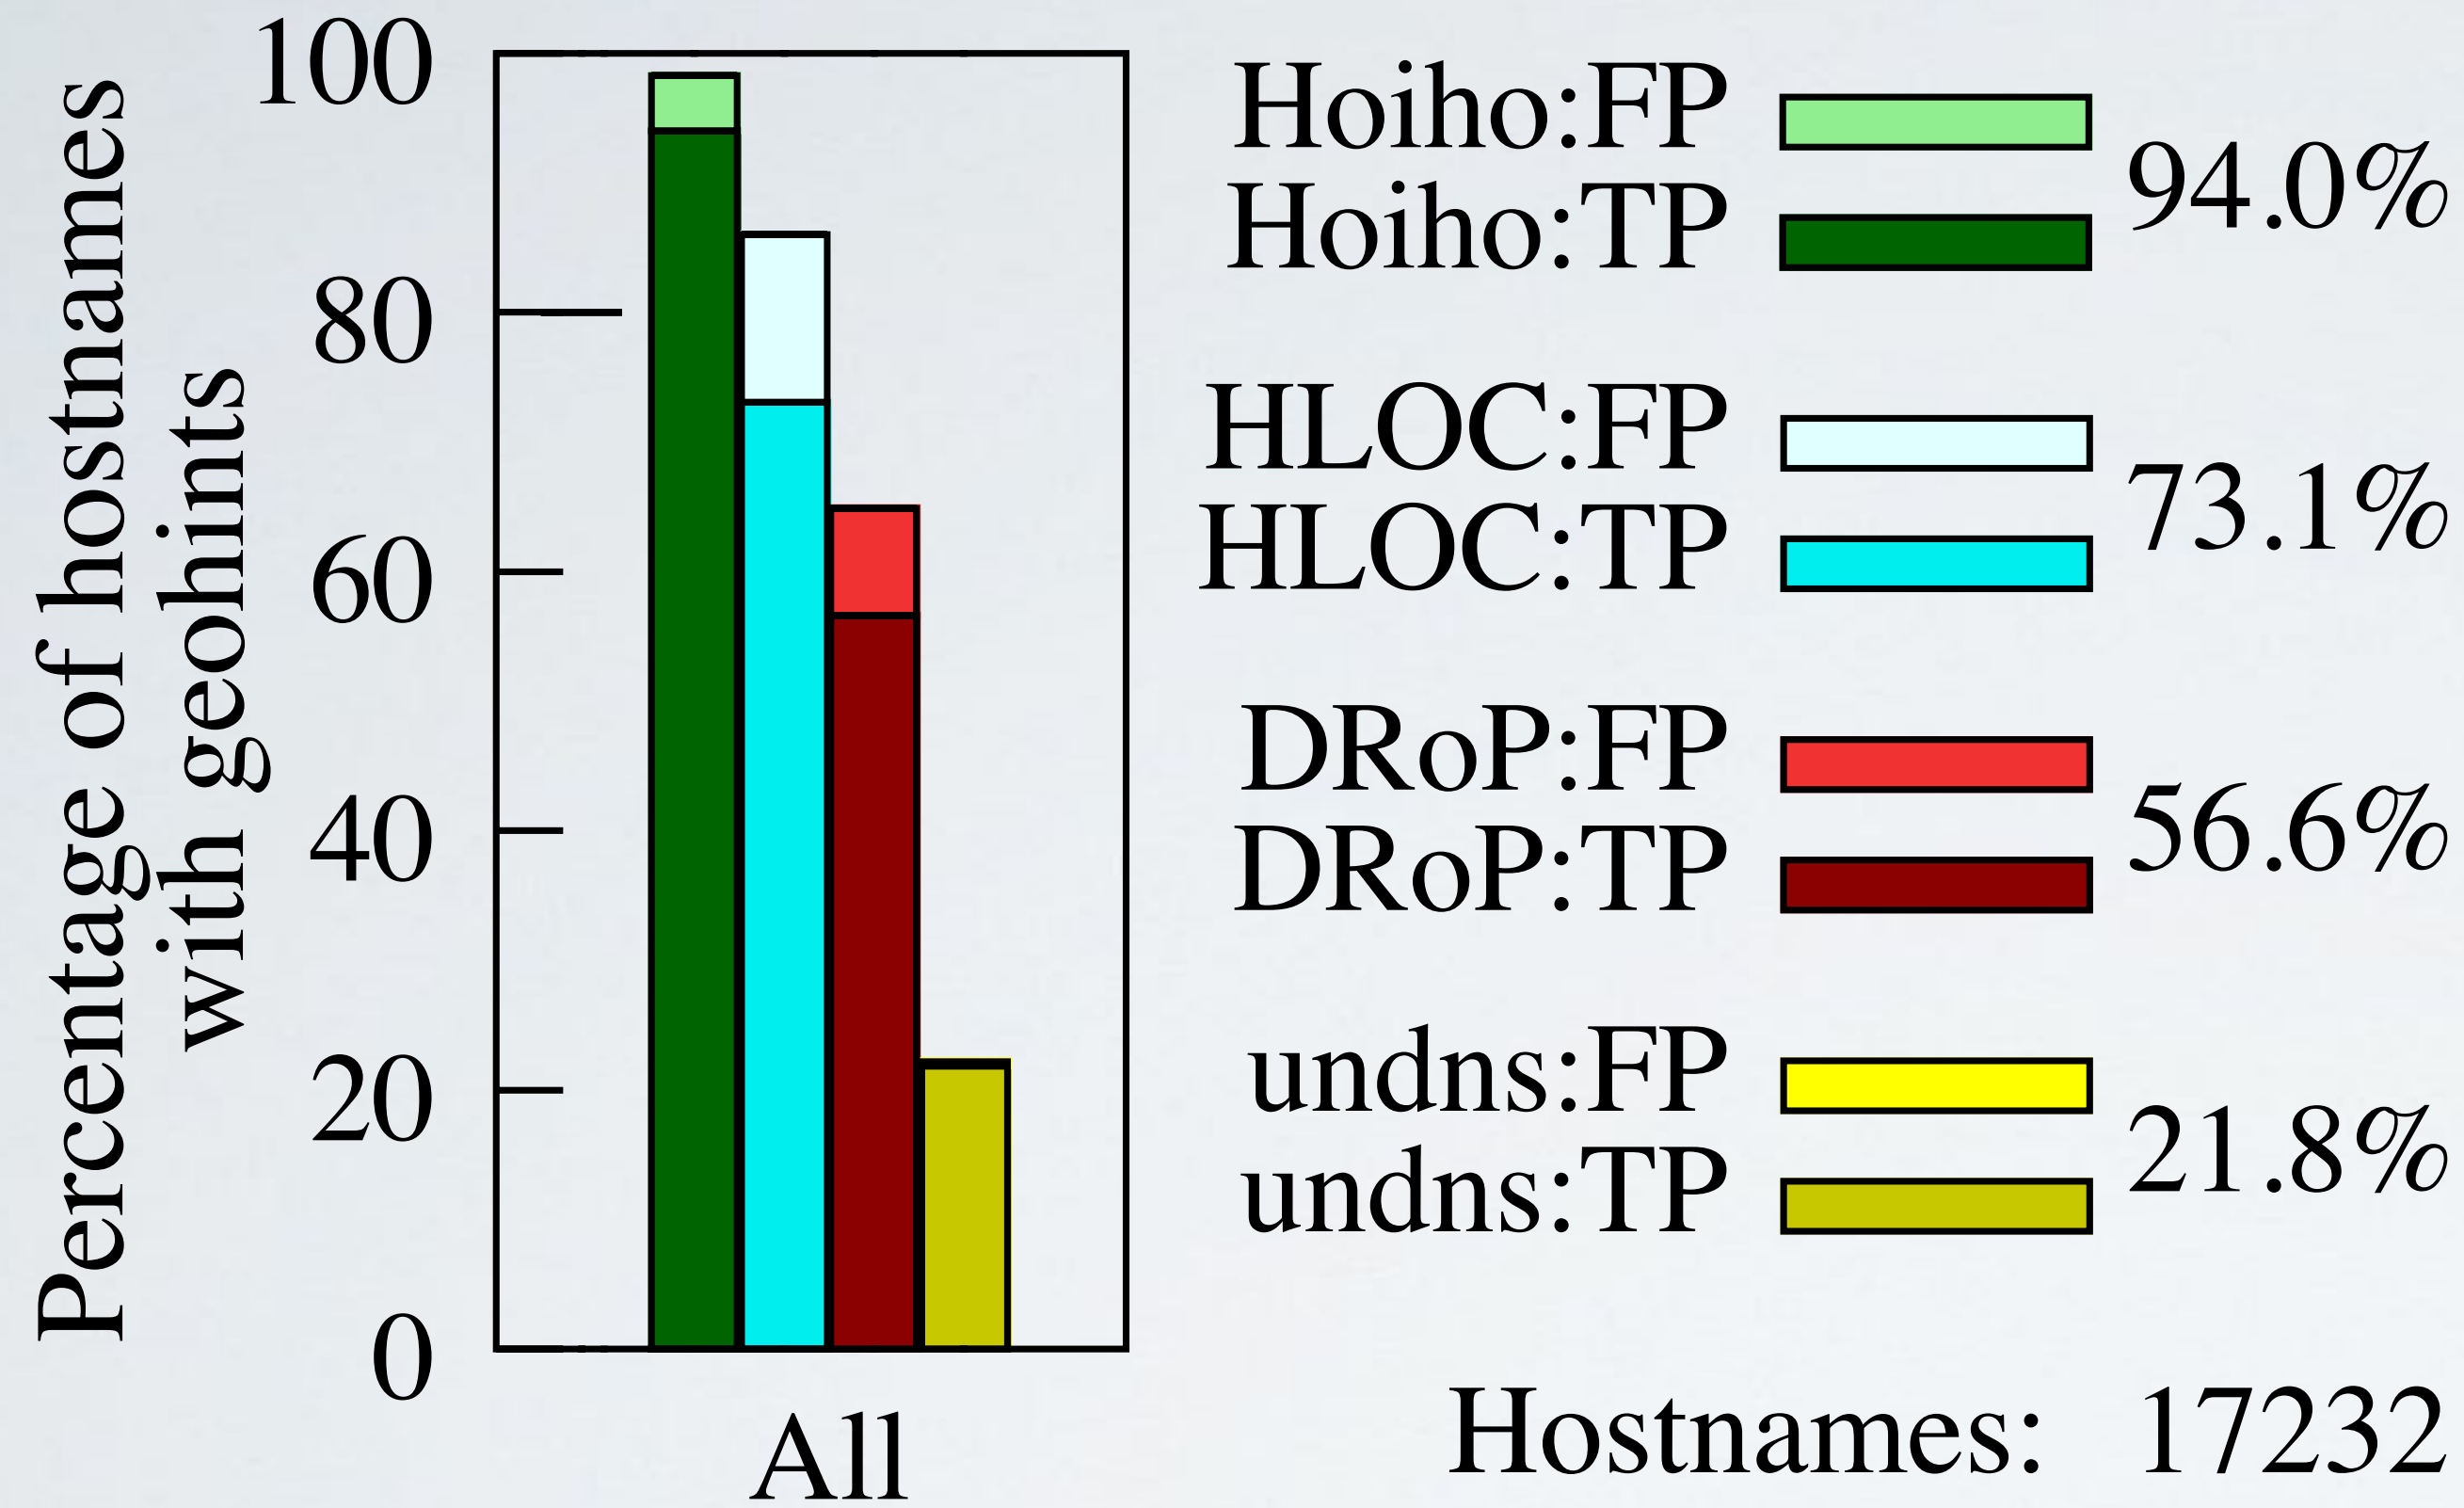 Percentage of hostnames
with geohints
100
80
60
40
20
0
All
Hoiho:FP
Hoiho:TP
94.0%
HLOC:FP
HLOC:TP
73.1%
DRoP:FP
DRoP:TP
56.6%
undns:FP
undns:TP
21.8%
Hostnames: 17232